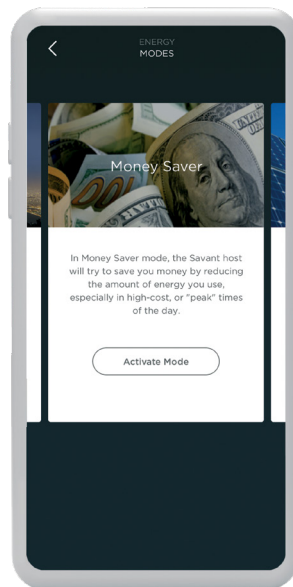 ENERGY
MODES
Money Saver
In Money Saver mode, the Savant host
will try to save you money by reducing
the amount of energy you use,
especially in high-cost, or "peak" times
of the day.
Activate Mode